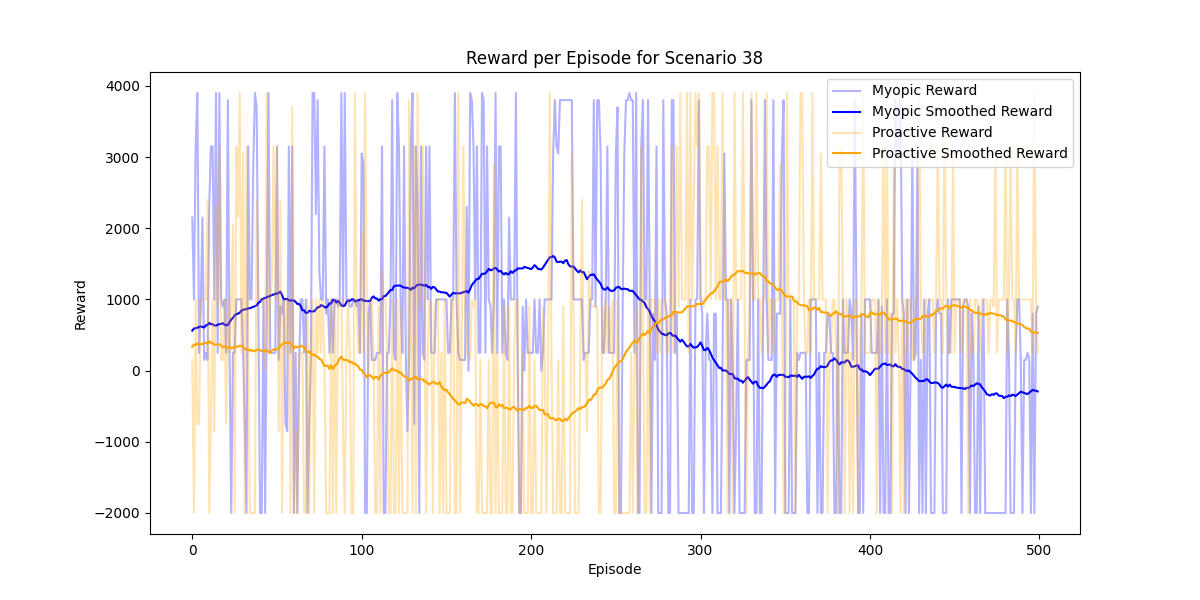 Reward per Episode for Scenario 38
Myopic Reward
Myopic Smoothed Reward
Proactive Reward
Proactive Smoothed Reward
Reward
4000
3000
2000
1000
0
−1000
−2000
0 100 200 300 400 500
Episode